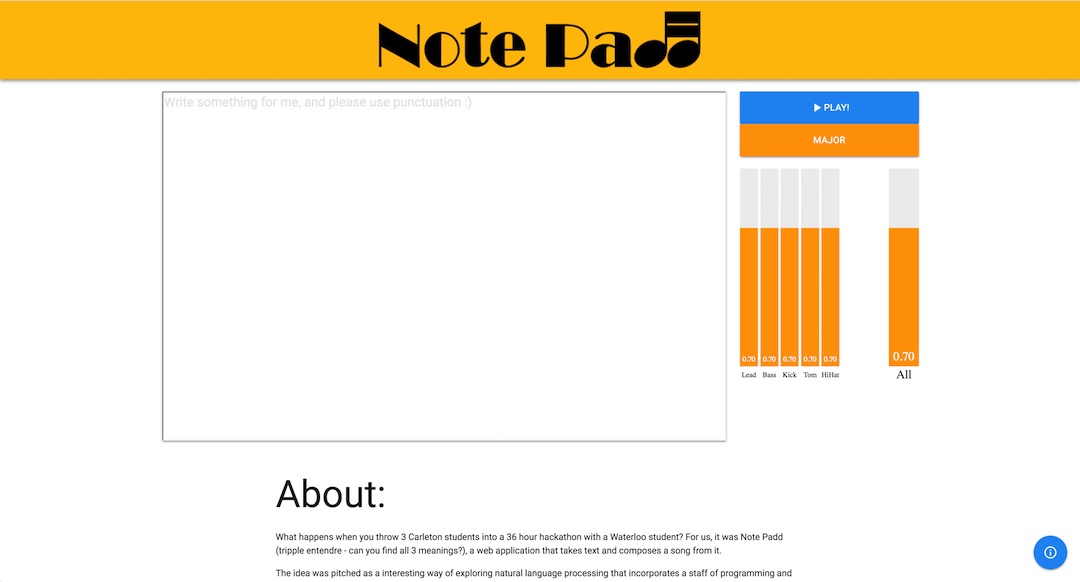 Note Padd
Write something for me, and please use punctuation :)
PLAY!
MAJOR
0.70 0.70 0.70 0.70 0.70 0.70
Lead Bass Kick Tom HiHat All
About:
What happens when you throw 3 Carleton students into a 36 hour hackathon with a Waterloo student? For us, it was Note Padd
(tripple entendre - can you find all 3 meanings?), a web application that takes text and composes a song from it.
The idea was pitched as a interesting way of exploring natural language processing that incorporates a staff of programming and